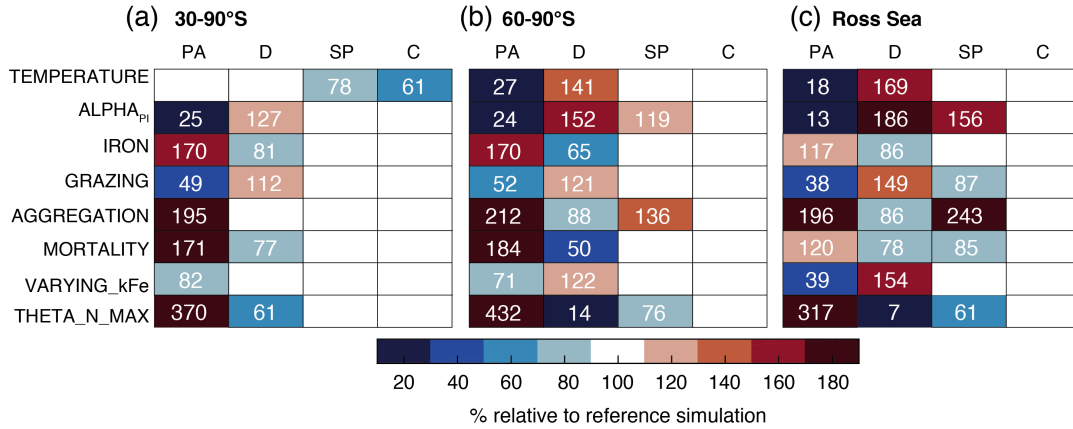 (a) 30-90°S (b) 60-90°S (c) Ross Sea
PA D SP C PA D SP C PA D SP C
TEMPERATURE 78 61 27 141 18 169
ALPHA_PI 25 127 24 152 119 13 186 156
IRON 170 81 170 65 117 86
GRAZING 49 112 52 121 38 149 87
AGGREGATION 195 212 88 136 196 86 243
MORTALITY 171 77 184 50 120 78 85
VARYING_kFe 82 71 122 39 154
THETA_N_MAX 370 61 432 14 76 317 7 61
20 40 60 80 100 120 140 160 180
% relative to reference simulation